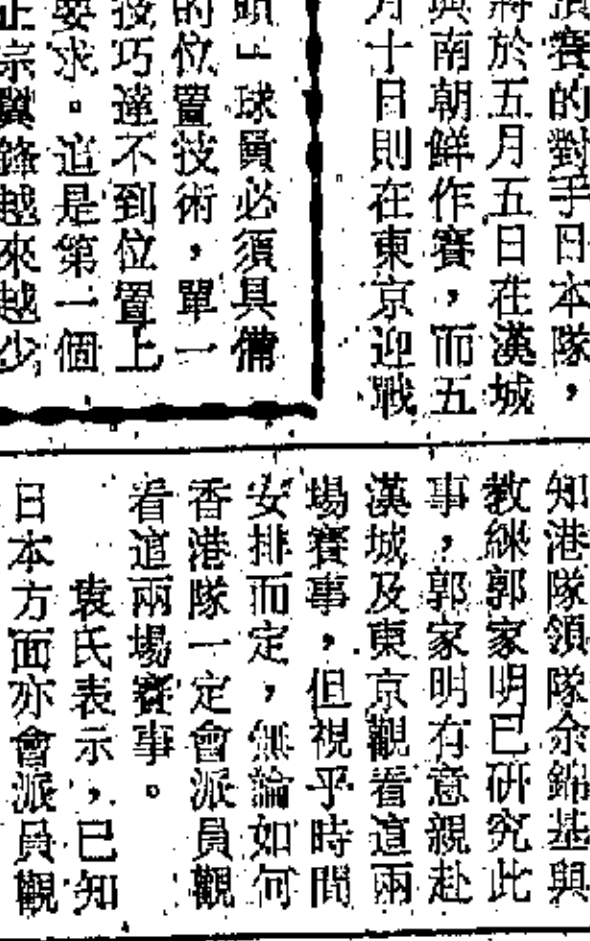 賽的對手日本隊，
將於五月五日在漢城
與南朝鮮作賽，而五
月十日則在東京迎戰
頭」球員必須具備
的位置技術，單一
技巧達不到位置上
要求。這是第一個
正宗翼鋒越來越少
知港隊領隊余錦基與
教練郭家明已研究此
事，郭家明有意親赴
漢城及東京觀看這兩
場賽事，但視乎時間
安排而定，無論如何
香港隊一定會派員觀
看這兩場賽事。
袁氏表示，已知
日本方面亦會派員觀